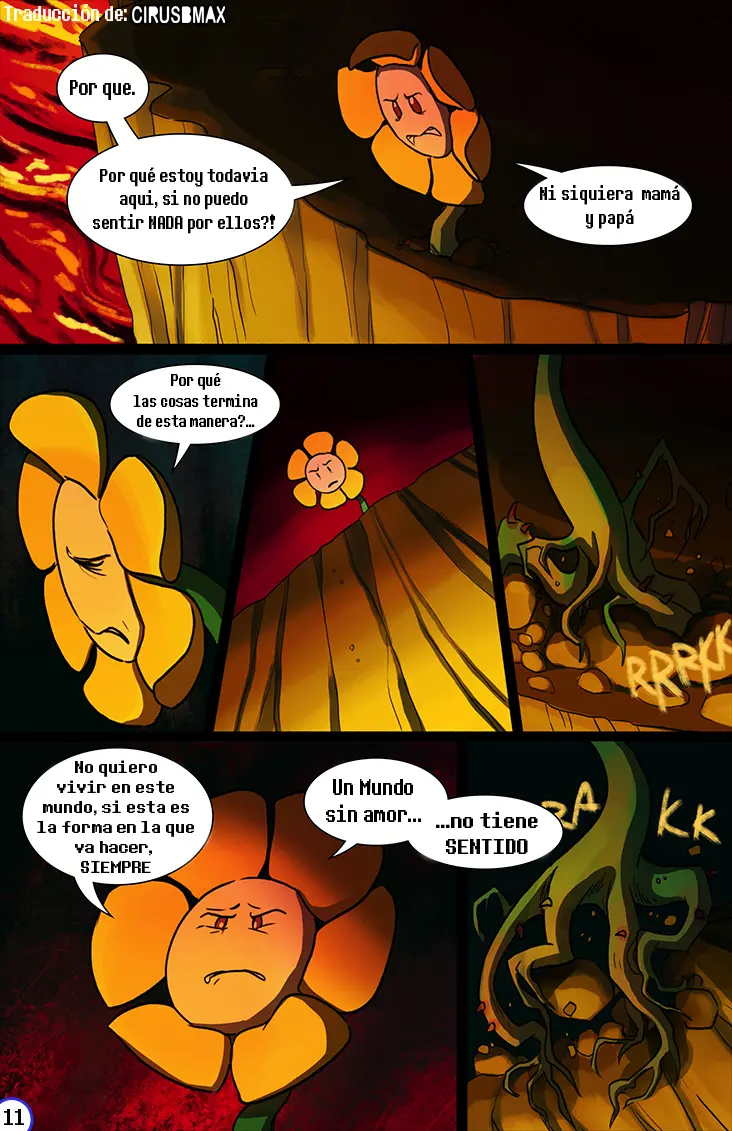 Traducción de: CIRUSBMAX
Por que.
Por qué estoy todavia
aqui, si no puedo
sentir NADA por ellos?!
Ni siquiera mamá
y papá
Por qué
las cosas termina
de esta manera?...
RRRKK
No quiero
vivir en este
mundo, si esta es
la forma en la que
va hacer,
SIEMPRE
Un Mundo
sin amor...
...no tiene
SENTIDO
RA KK
11